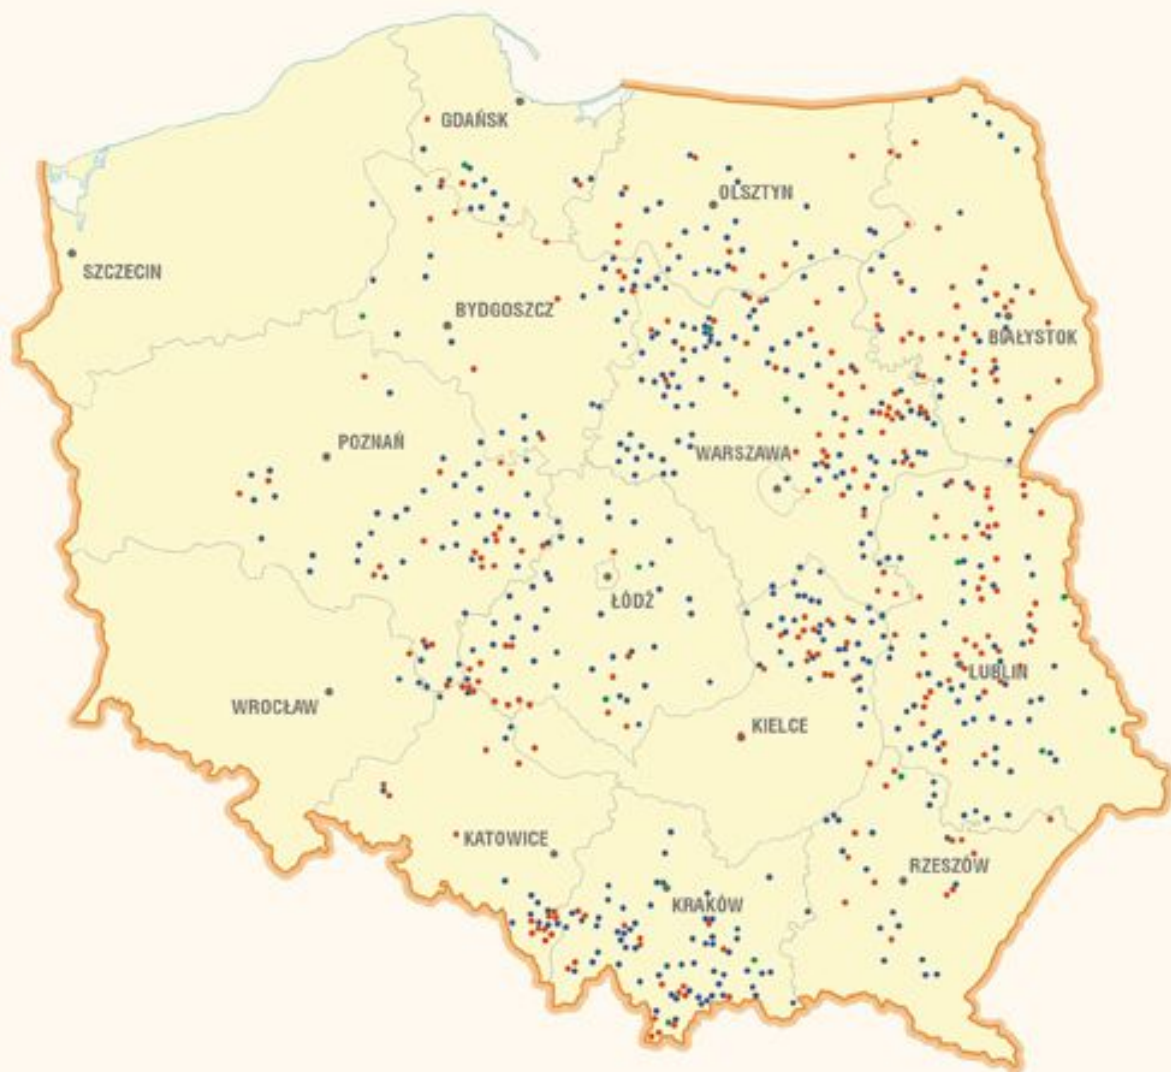 GDAŃSK
OLSZTYN
SZCZECIN
BYDGOSZCZ
BIAŁYSTOK
POZNAŃ
WARSZAWA
ŁÓDŹ
LUBLIN
WROCŁAW
KIELCE
KATOWICE
RZESZÓW
KRAKÓW